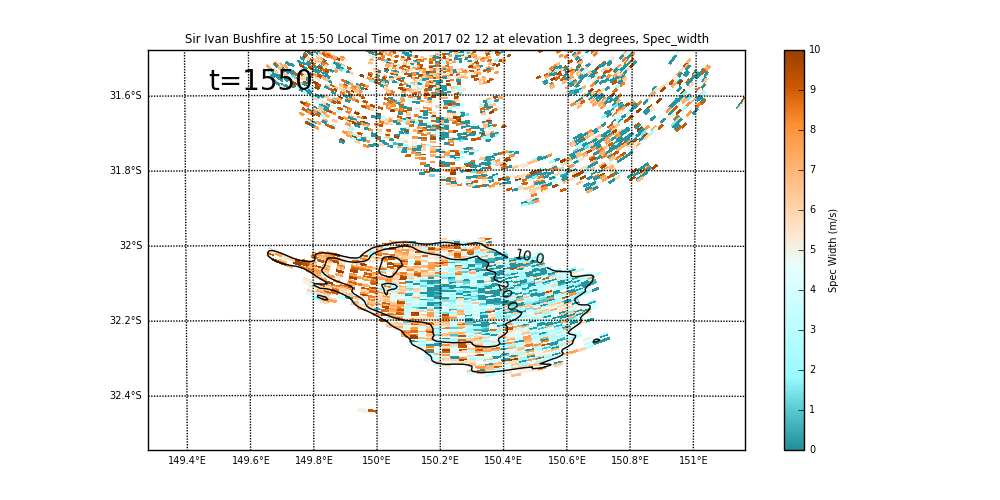 Sir Ivan Bushfire at 15:50 Local Time on 2017 02 12 at elevation 1.3 degrees, Spec_width
t=1550
31.6°S
31.8°S
32°S
32.2°S
32.4°S
10.0
149.4°E 149.6°E 149.8°E 150°E 150.2°E 150.4°E 150.6°E 150.8°E 151°E
10
9
8
7
6
5
4
3
2
1
0
Spec Width (m/s)